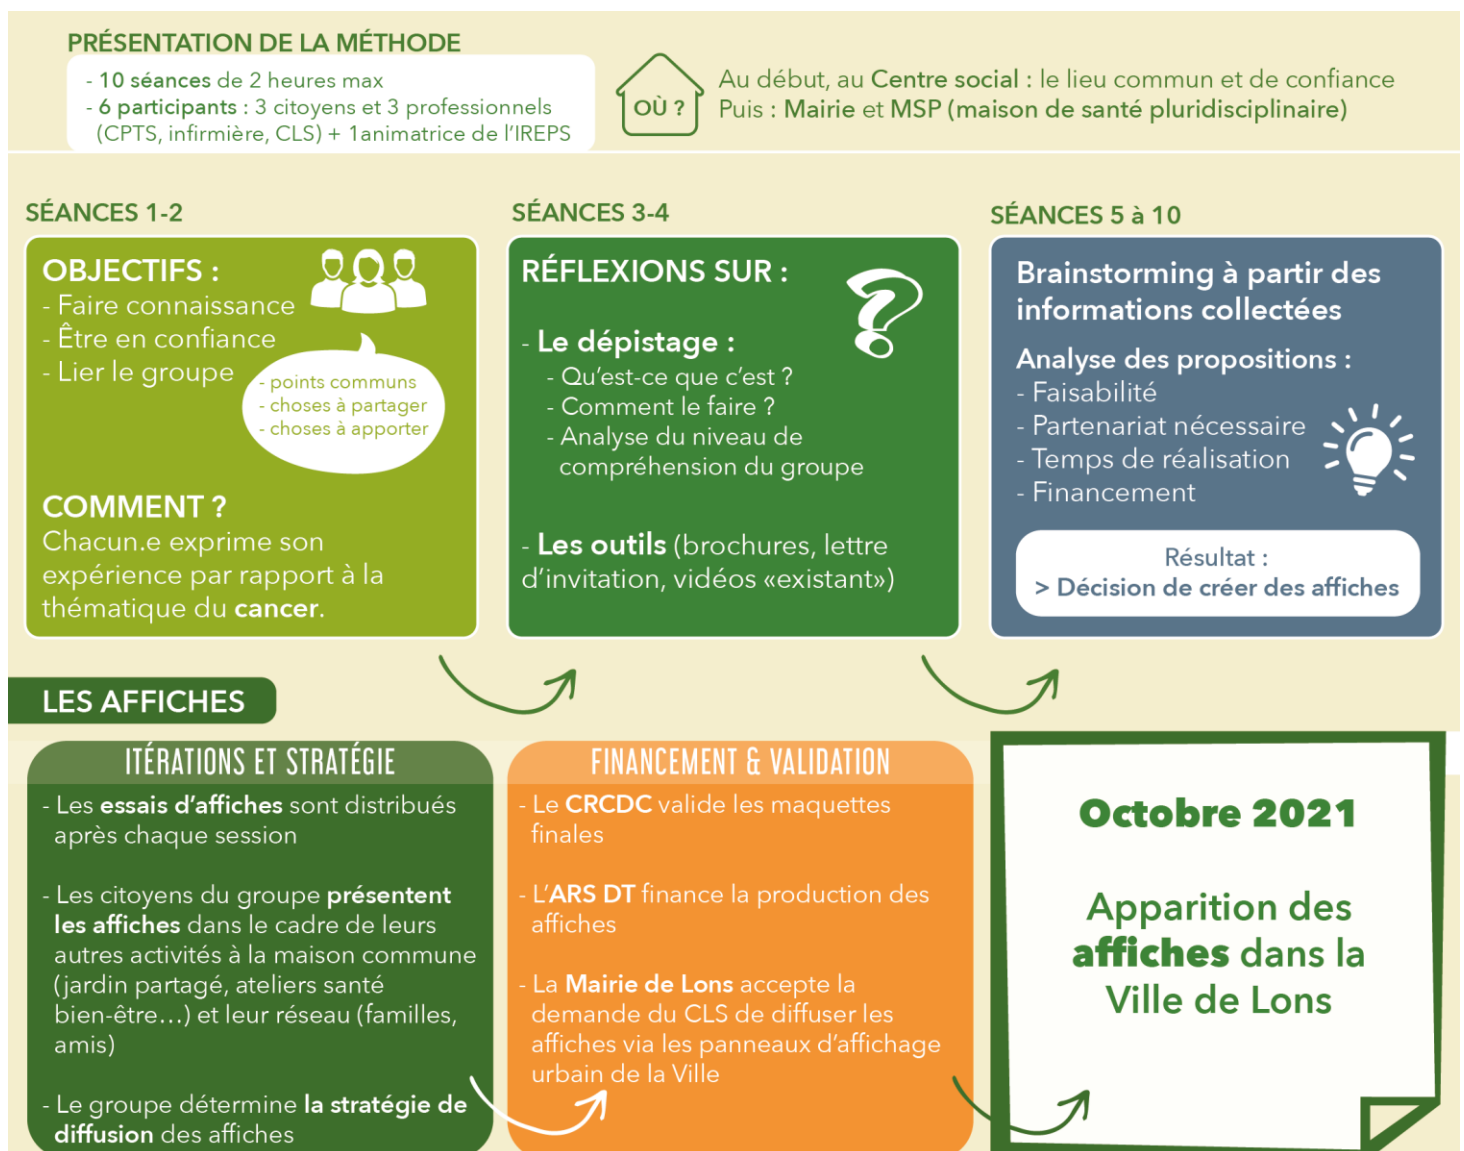 PRÉSENTATION DE LA MÉTHODE
- 10 séances de 2 heures max
- 6 participants : 3 citoyens et 3 professionnels
(CPTS, infirmière, CLS) + 1animatrice de l'IREPS
OÙ ?
Au début, au Centre social : le lieu commun et de confiance
Puis : Mairie et MSP (maison de santé pluridisciplinaire)
SÉANCES 1-2
OBJECTIFS :
- Faire connaissance
- Être en confiance
- Lier le groupe
- points communs
- choses à partager
- choses à apporter
COMMENT ?
Chacun.e exprime son
expérience par rapport à la
thématique du cancer.
SÉANCES 3-4
RÉFLEXIONS SUR :
?
- Le dépistage :
- Qu'est-ce que c'est ?
- Comment le faire ?
- Analyse du niveau de
compréhension du groupe
- Les outils (brochures, lettre
d'invitation, vidéos «existant»)
SÉANCES 5 à 10
Brainstorming à partir des
informations collectées
Analyse des propositions :
- Faisabilité
- Partenariat nécessaire
- Temps de réalisation
- Financement
Résultat :
> Décision de créer des affiches
LES AFFICHES
ITÉRATIONS ET STRATÉGIE
- Les essais d'affiches sont distribués
après chaque session
- Les citoyens du groupe présentent
les affiches dans le cadre de leurs
autres activités à la maison commune
(jardin partagé, ateliers santé
bien-être...) et leur réseau (familles,
amis)
- Le groupe détermine la stratégie de
diffusion des affiches
FINANCEMENT & VALIDATION
- Le CRCDC valide les maquettes
finales
- L'ARS DT finance la production des
affiches
- La Mairie de Lons accepte la
demande du CLS de diffuser les
affiches via les panneaux d'affichage
urbain de la Ville
Octobre 2021
Apparition des
affiches dans la
Ville de Lons